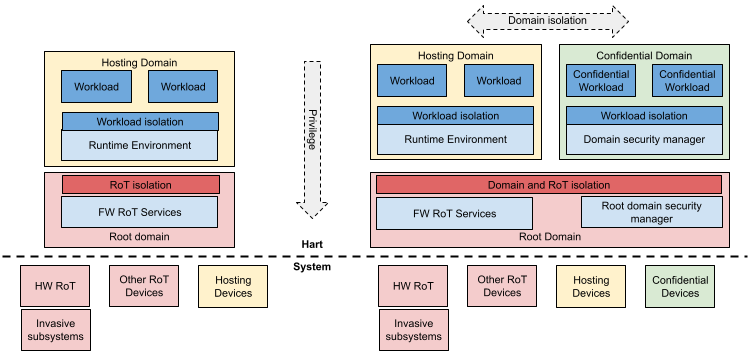 Domain isolation
Hosting Domain
Workload
Workload
Workload isolation
Runtime Environment
RoT isolation
FW RoT Services
Root domain
Privilege
Hosting Domain
Workload
Workload
Workload isolation
Runtime Environment
Confidential Domain
Confidential
Workload
Confidential
Workload
Workload isolation
Domain security manager
Domain and RoT isolation
FW RoT Services
Root domain security
manager
Root Domain
Hart
System
HW RoT
Other RoT
Devices
Hosting
Devices
Invasive
subsystems
HW RoT
Other RoT
Devices
Hosting
Devices
Confidential
Devices
Invasive
subsystems